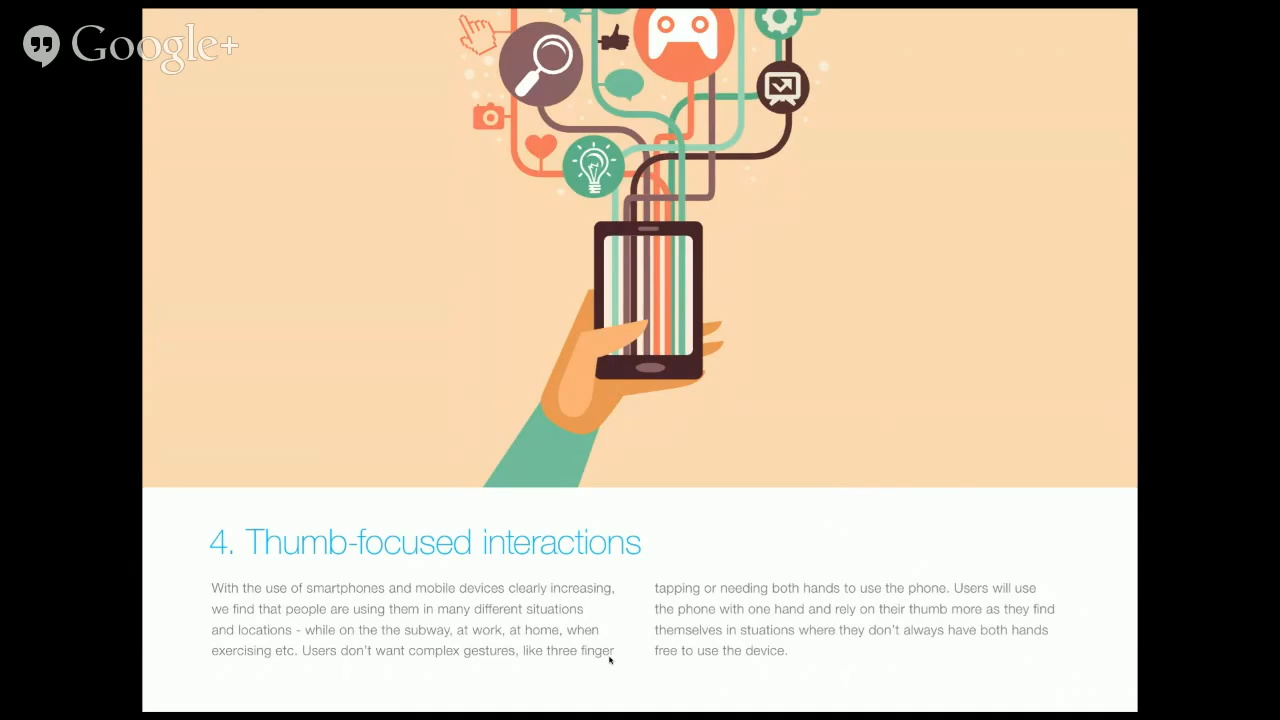 Google+
4. Thumb-focused interactions
With the use of smartphones and mobile devices clearly increasing,
we find that people are using them in many different situations
and locations - while on the the subway, at work, at home, when
exercising etc. Users don't want complex gestures, like three finger
tapping or needing both hands to use the phone. Users will use
the phone with one hand and rely on their thumb more as they find
themselves in stuations where they don't always have both hands
free to use the device.